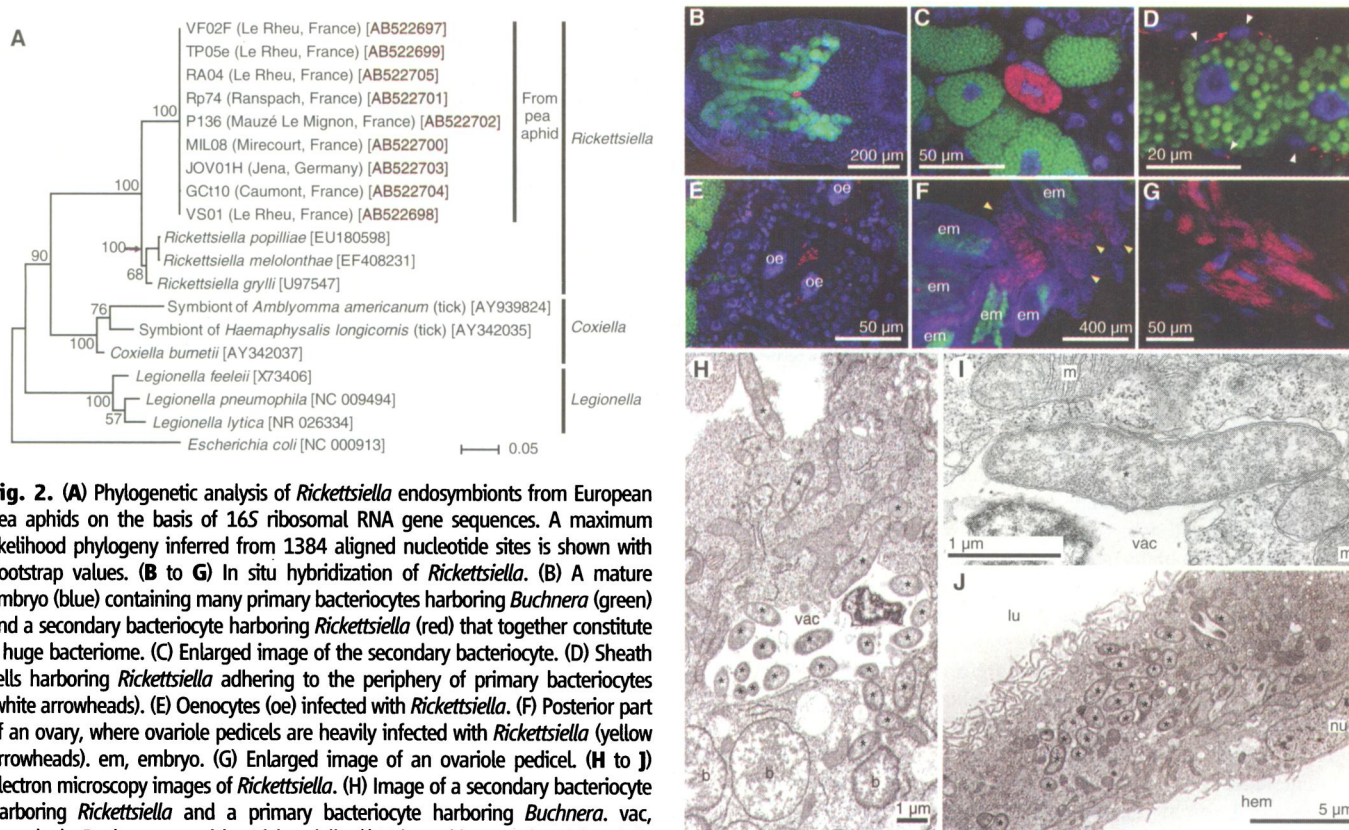 A
VF02F (Le Rheu, France) [AB522697]
TP05e (Le Rheu, France) [AB522699]
RA04 (Le Rheu, France) [AB522705]
Rp74 (Ranspach, France) [AB522701]
P136 (Mauzé Le Mignon, France) [AB522702]
MIL08 (Mirecourt, France) [AB522700]
JOV01H (Jena, Germany) [AB522703]
GCt10 (Caumont, France) [AB522704]
VS01 (Le Rheu, France) [AB522698]
Rickettsiella popilliae [EU180598]
Rickettsiella melolonthae [EF408231]
Rickettsiella grylli [U97547]
Symbiont of Amblyomma americanum (tick) [AY939824]
Symbiont of Haemaphysalis longicornis (tick) [AY342035]
Coxiella burnetii [AY342037]
Legionella feeleii [X73406]
Legionella pneumophila [NC 009494]
Legionella lytica [NR 026334]
Escherichia coli [NC 000913]
From
pea
aphid
Rickettsiella
Coxiella
Legionella
100
100
100
68
90
76
100
100
57
0.05
B
200 µm
C
50 µm
D
20 µm
E
oe
oe
oe
50 µm
F
em
em
em
em
em
em
400 µm
G
50 µm
H
vac
b
b
b
1 µm
I
m
vac
m
1 µm
J
lu
nu
hem
5 µm
ig. 2. (A) Phylogenetic analysis of Rickettsiella endosymbionts from European
ea aphids on the basis of 16S ribosomal RNA gene sequences. A maximum
kelihood phylogeny inferred from 1384 aligned nucleotide sites is shown with
ootstrap values. (B to G) In situ hybridization of Rickettsiella. (B) A mature
mbryo (blue) containing many primary bacteriocytes harboring Buchnera (green)
nd a secondary bacteriocyte harboring Rickettsiella (red) that together constitute
huge bacteriome. (C) Enlarged image of the secondary bacteriocyte. (D) Sheath
ells harboring Rickettsiella adhering to the periphery of primary bacteriocytes
white arrowheads). (E) Oenocytes (oe) infected with Rickettsiella. (F) Posterior part
f an ovary, where ovariole pedicels are heavily infected with Rickettsiella (yellow
rrowheads). em, embryo. (G) Enlarged image of an ovariole pedicel. (H to J)
lectron microscopy images of Rickettsiella. (H) Image of a secondary bacteriocyte
arboring Rickettsiella and a primary bacteriocyte harboring Buchnera. vac,